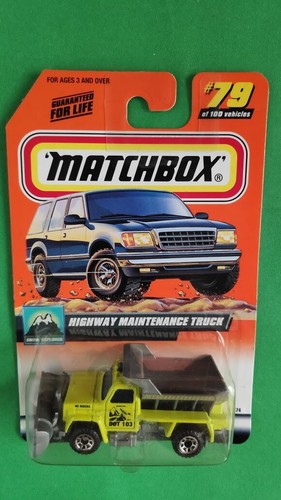 FOR AGES 3 AND OVER
GUARANTEED
FOR LIFE
#79
of 100 vehicles
MATCHBOX®
HIGHWAY MAINTENANCE TRUCK
DOT 103